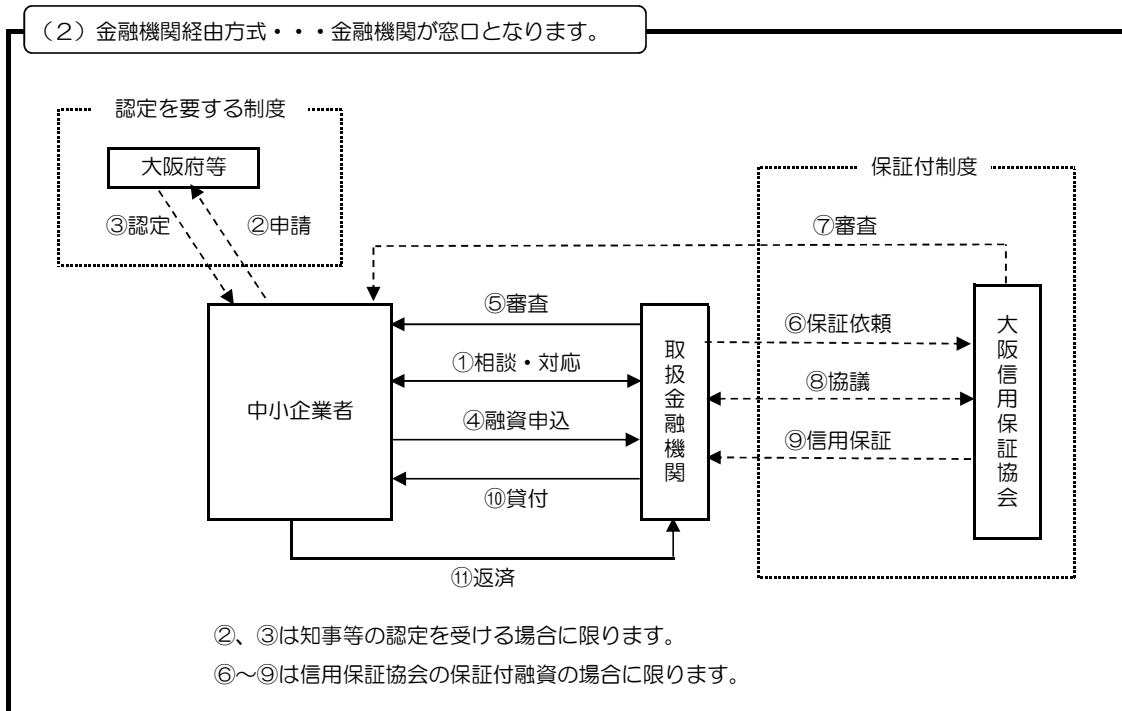 （２）金融機関経由方式・・・金融機関が窓口となります。
認定を要する制度
大阪府等
③認定
②申請
保証付制度
⑦審査
⑤審査
①相談・対応
④融資申込
⑩貸付
⑪返済
中小企業者
取扱金融機関
⑥保証依頼
⑧協議
⑨信用保証
大阪信用保証協会
②、③は知事等の認定を受ける場合に限ります。
⑥～⑨は信用保証協会の保証付融資の場合に限ります。